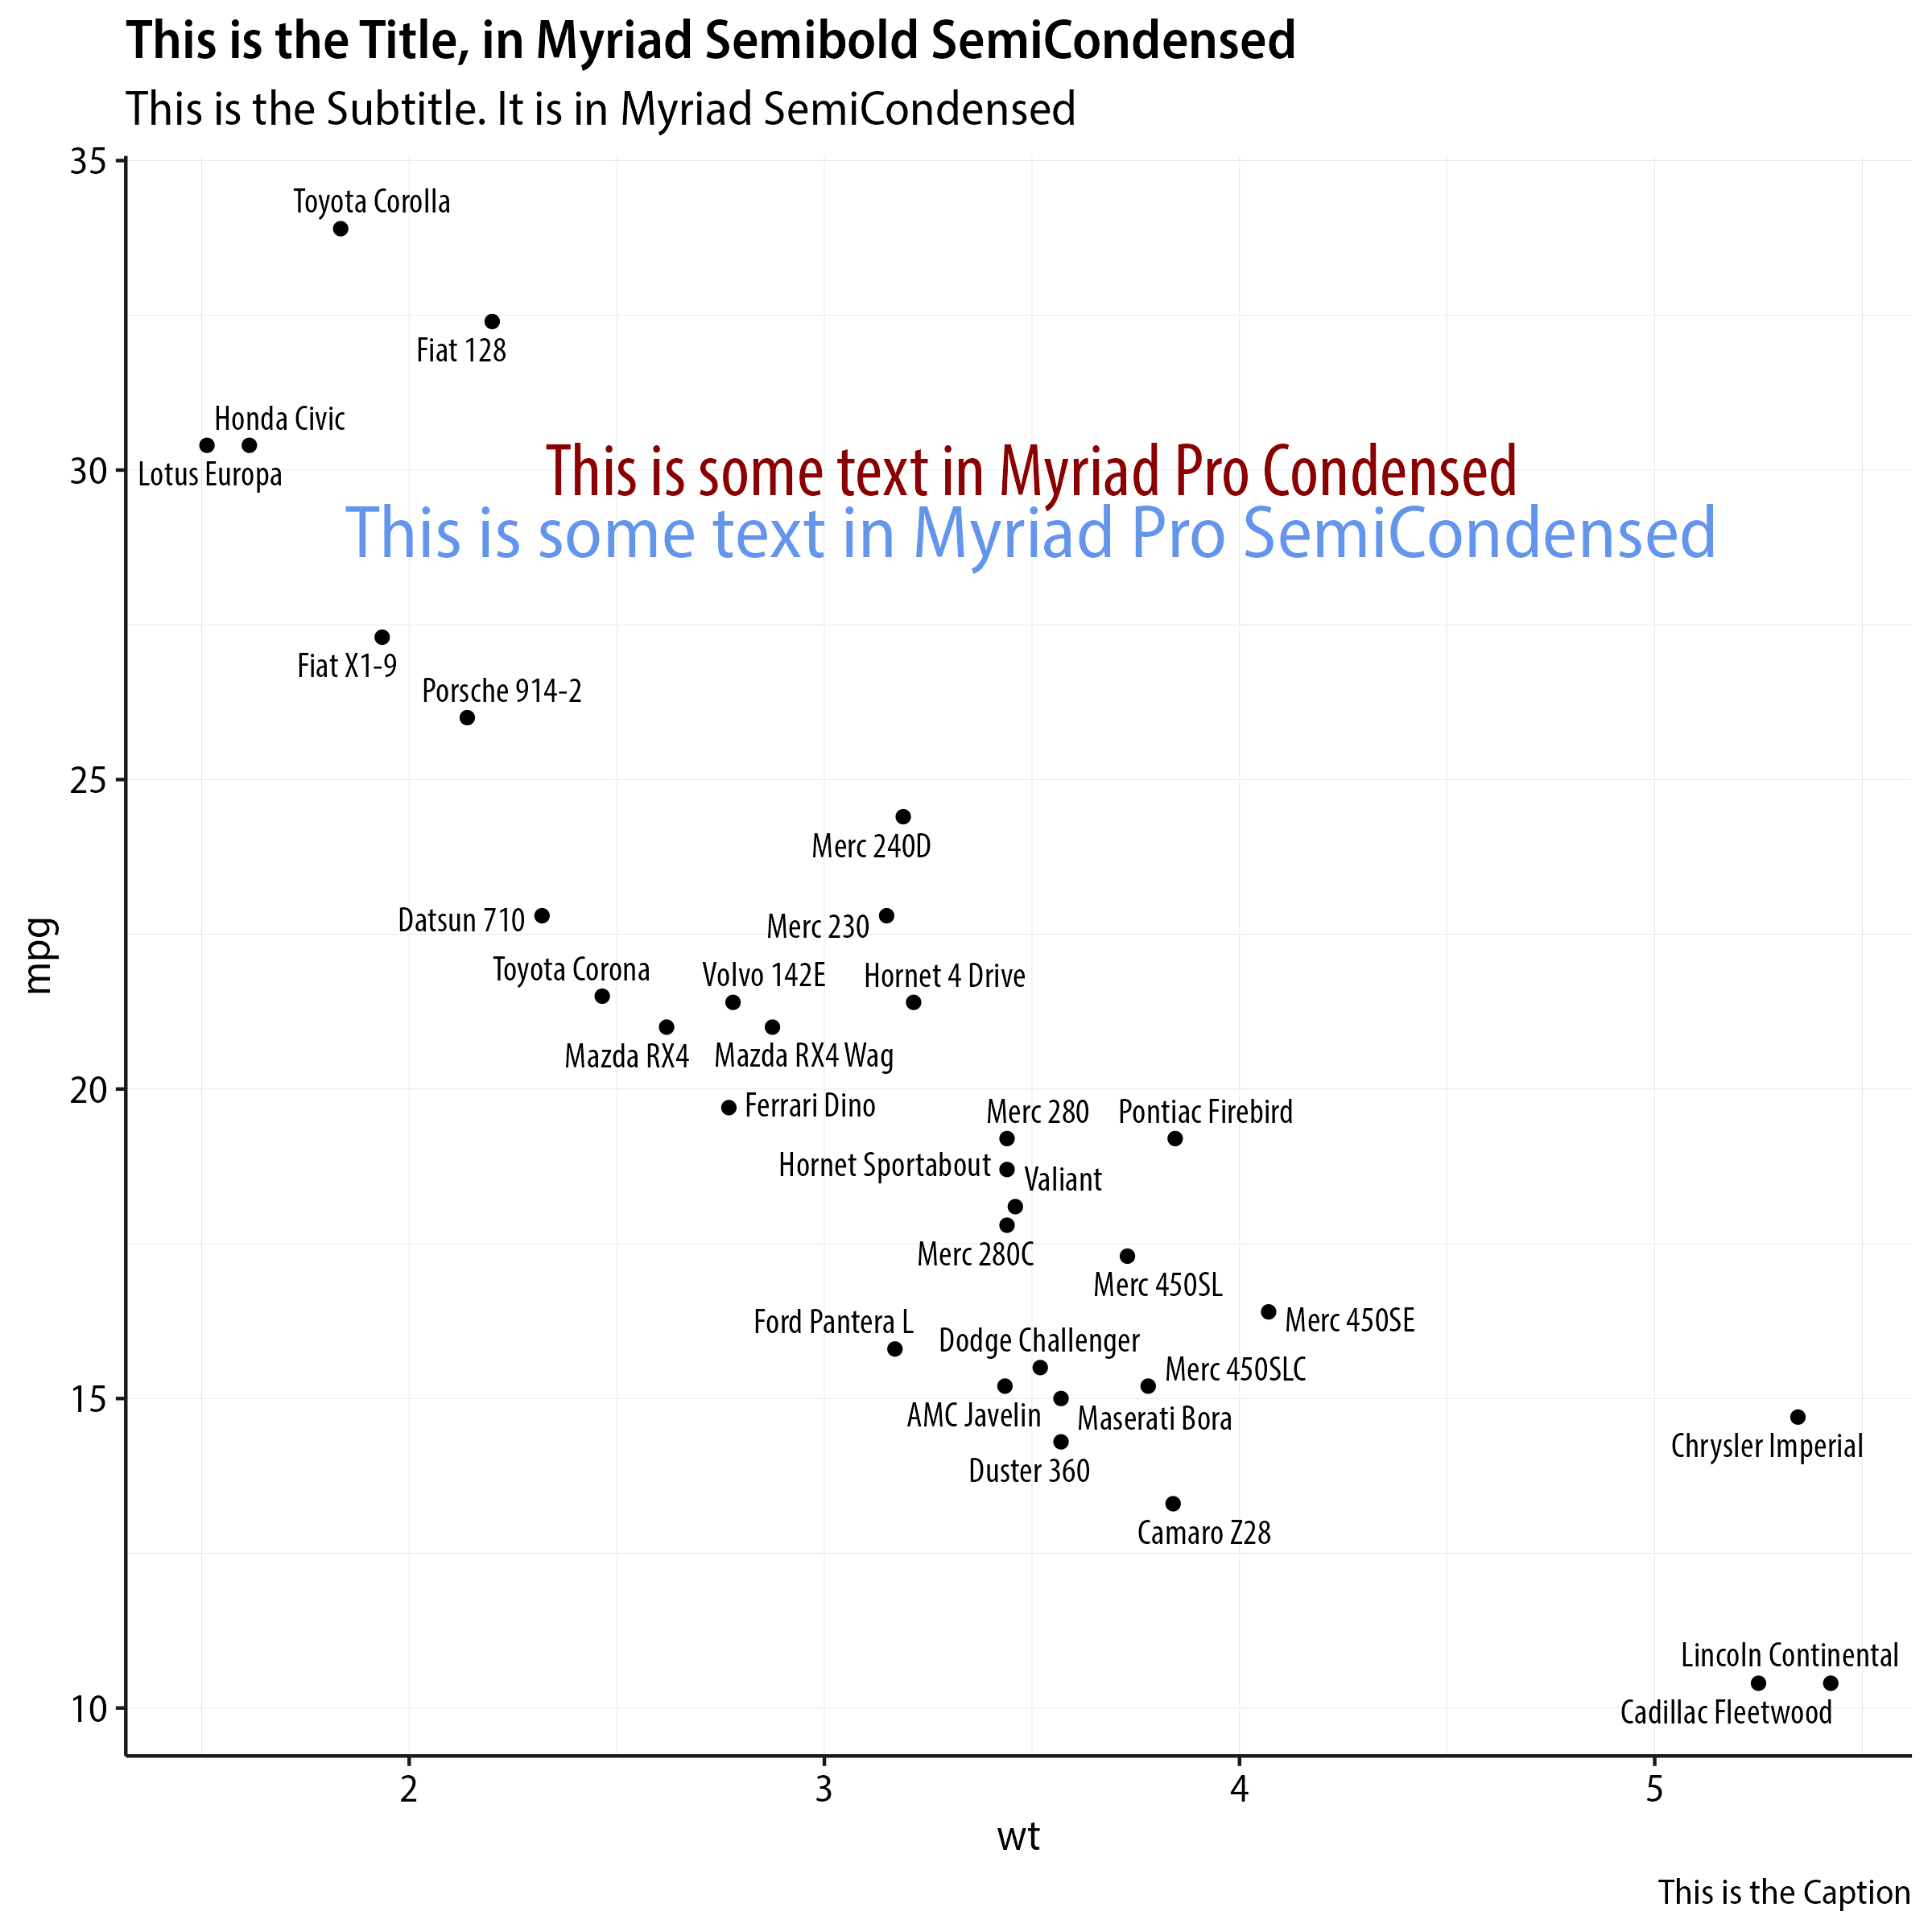 This is the Title, in Myriad Semibold SemiCondensed
This is the Subtitle. It is in Myriad SemiCondensed
35
Toyota Corolla
Fiat 128
Honda Civic
Lotus Europa
30
This is some text in Myriad Pro Condensed
This is some text in Myriad Pro SemiCondensed
Fiat X1-9
Porsche 914-2
25
Merc 240D
Datsun 710
Merc 230
mpg
Toyota Corona
Volvo 142E
Hornet 4 Drive
Mazda RX4
Mazda RX4 Wag
20
Ferrari Dino
Merc 280
Pontiac Firebird
Hornet Sportabout
Valiant
Merc 280C
Merc 450SL
Ford Pantera L
Merc 450SE
Dodge Challenger
Merc 450SLC
15
AMC Javelin
Maserati Bora
Chrysler Imperial
Duster 360
Camaro Z28
Lincoln Continental
10
Cadillac Fleetwood
2
3
4
5
wt
This is the Caption